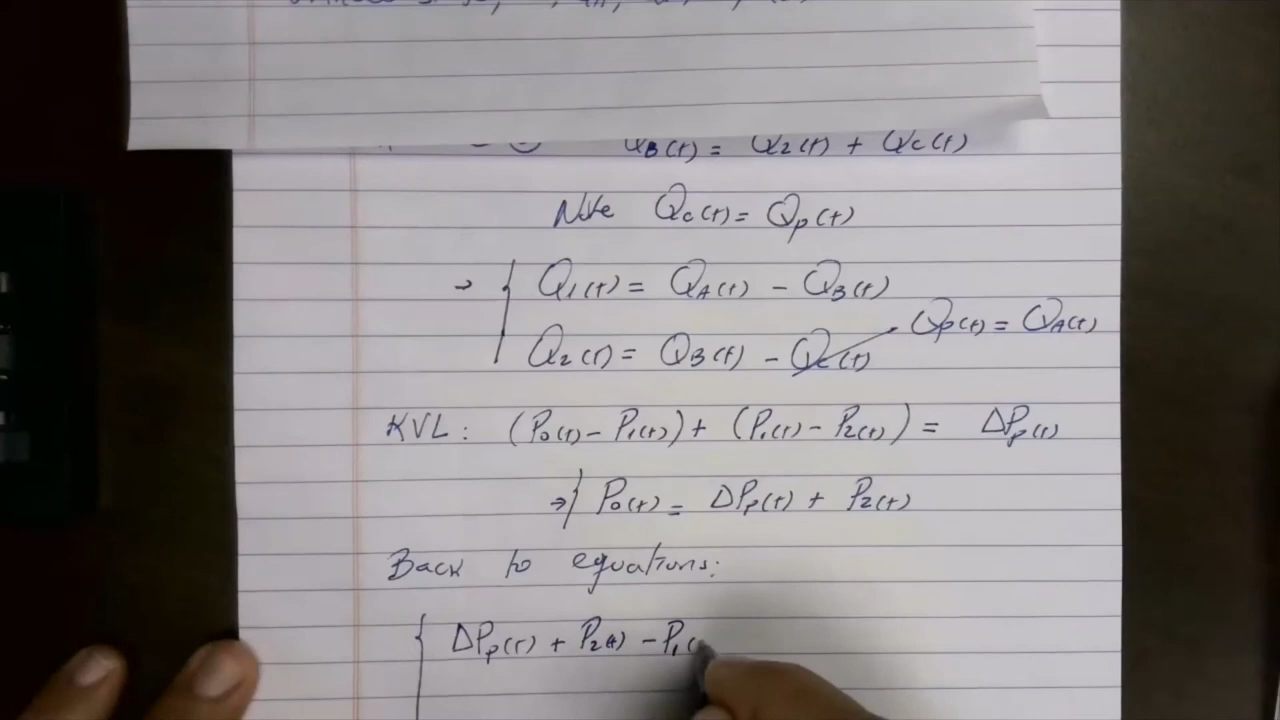 Q_B(t) = Q_2(t) + Q_c(t)
Note Q_c(t) = Q_p(t)
→ { Q_1(t) = Q_A(t) - Q_B(t)
Q_p(t) = Q_A(t)
Q_2(t) = Q_B(t) - Q_c(t)
KVL: (P_0(t) - P_1(t)) + (P_1(t) - P_2(t)) = ΔP_p(t)
⇒ } P_0(t) = ΔP_p(t) + P_2(t)
Back to equations:
{ ΔP_p(t) + P_2(t) - P_1(